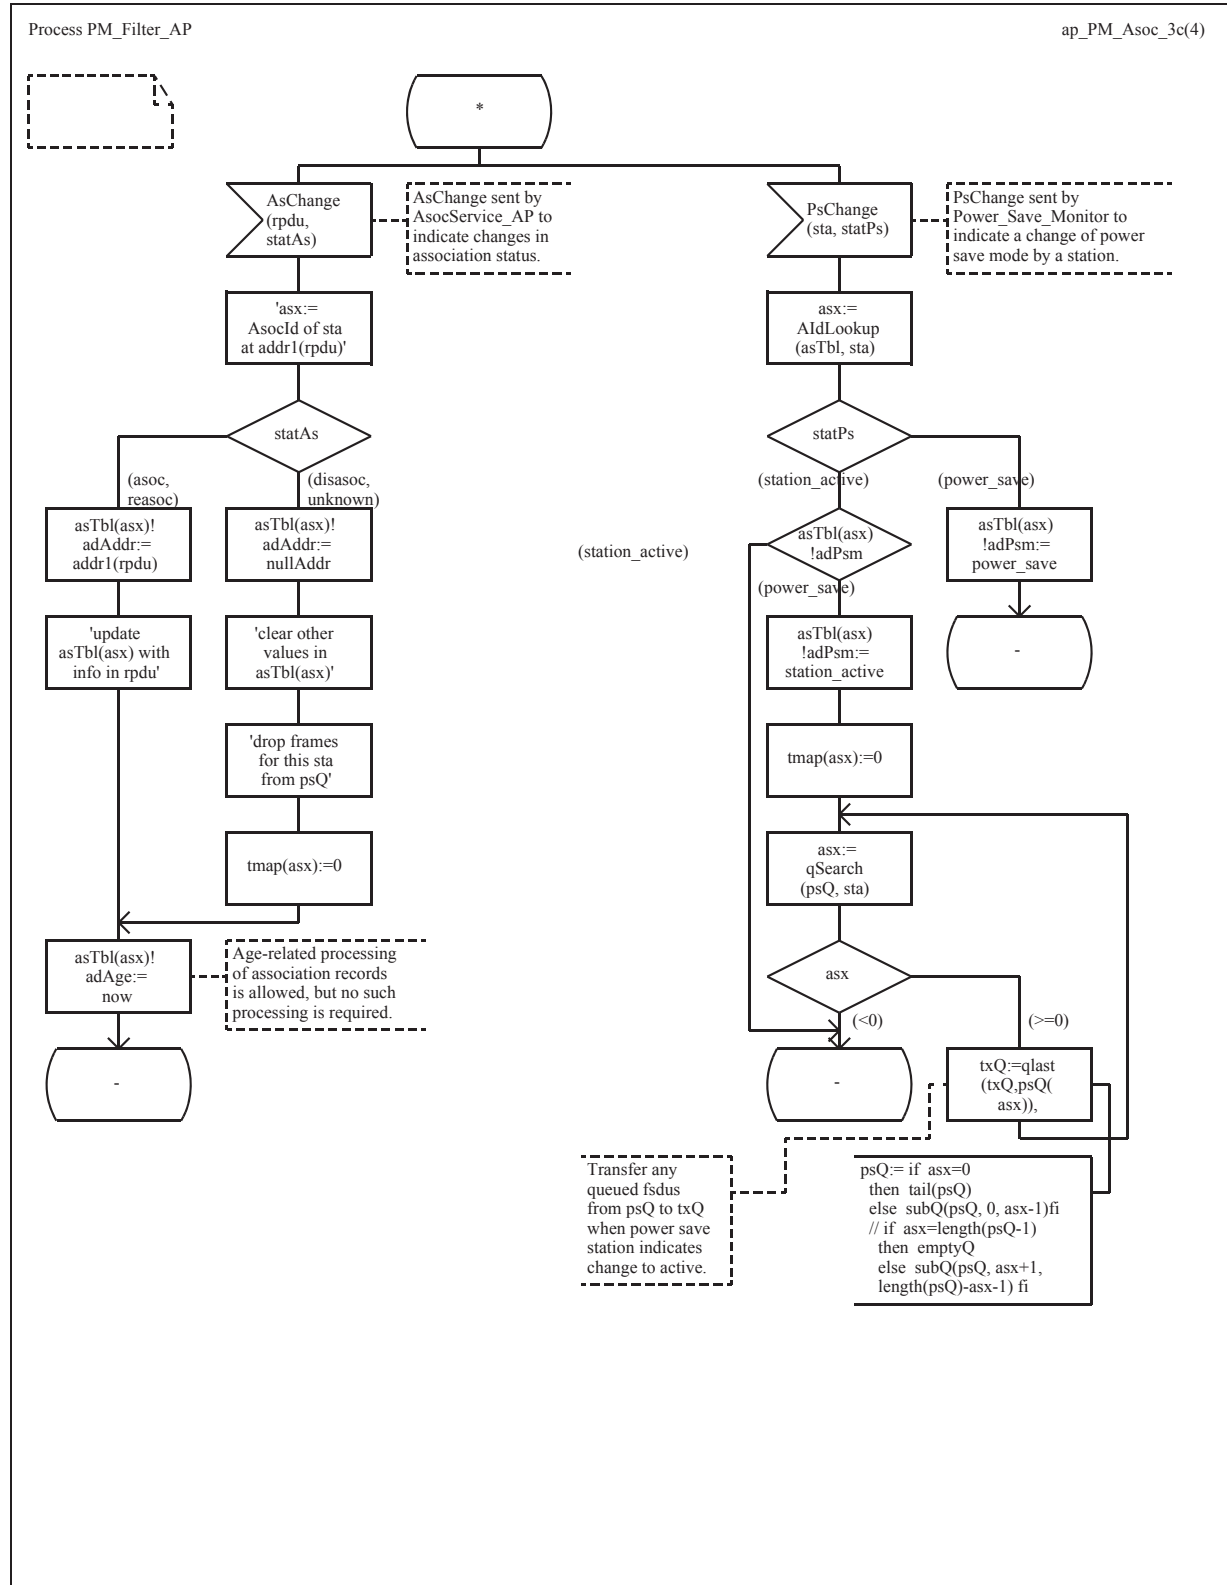 Process PM_Filter_AP
ap_PM_Asoc_3c(4)
*
AsChange
(rpdu,
statAs)
AsChange sent by
AsocService_AP to
indicate changes in
association status.
PsChange
(sta, statPs)
PsChange sent by
Power_Save_Monitor to
indicate a change of power
save mode by a station.
'asx:=
AsocId of sta
at addr1(rpdu)'
asx:=
AIdLookup
(asTbl, sta)
statAs
statPs
(asoc,
reasoc)
(disasoc,
unknown)
(station_active)
(power_save)
asTbl(asx)!
adAddr:=
addr1(rpdu)
asTbl(asx)!
adAddr:=
nullAddr
(station_active)
asTbl(asx)
!adPsm
asTbl(asx)
!adPsm:=
power_save
(power_save)
'update
asTbl(asx) with
info in rpdu'
'clear other
values in
asTbl(asx)'
asTbl(asx)
!adPsm:=
station_active
-
'drop frames
for this sta
from psQ'
tmap(asx):=0
tmap(asx):=0
asx:=
qSearch
(psQ, sta)
asTbl(asx)!
adAge:=
now
Age-related processing
of association records
is allowed, but no such
processing is required.
asx
(<0)
(>=0)
-
-
txQ:=qlast
(txQ,psQ(
asx)),
Transfer any
queued fsdus
from psQ to txQ
when power save
station indicates
change to active.
psQ:= if asx=0
then tail(psQ)
else subQ(psQ, 0, asx-1)fi
// if asx=length(psQ-1)
then emptyQ
else subQ(psQ, asx+1,
length(psQ)-asx-1) fi